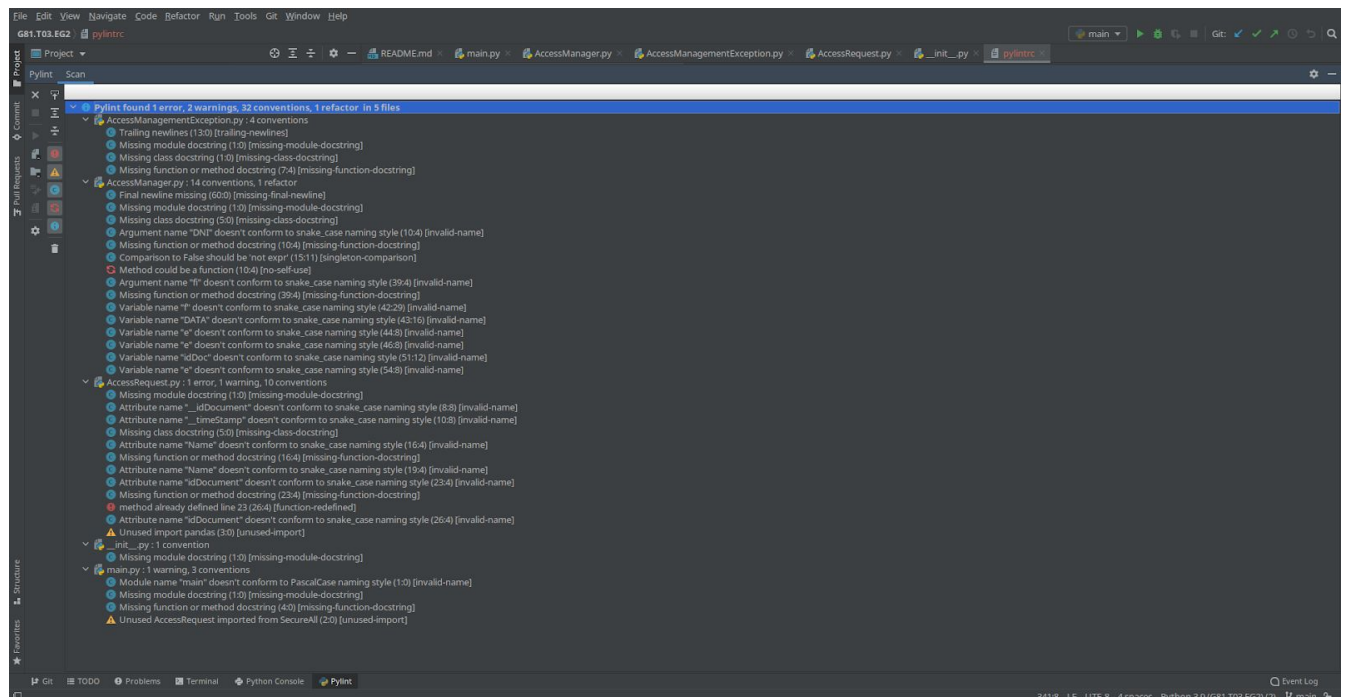 File Edit View Navigate Code Refactor Run Tools Git Window Help
G81.T03.EG2 pylintrc main Git:
Project README.md main.py AccessManager.py AccessManagementException.py AccessRequest.py __init__.py pylintrc
Pylint Scan
Pylint found 1 error, 2 warnings, 32 conventions, 1 refactor in 5 files
AccessManagementException.py : 4 conventions
Trailing newlines (13:0) [trailing-newlines]
Missing module docstring (1:0) [missing-module-docstring]
Missing class docstring (1:0) [missing-class-docstring]
Missing function or method docstring (7:4) [missing-function-docstring]
AccessManager.py : 14 conventions, 1 refactor
Final newline missing (60:0) [missing-final-newline]
Missing module docstring (1:0) [missing-module-docstring]
Missing class docstring (5:0) [missing-class-docstring]
Argument name "DNI" doesn't conform to snake_case naming style (10:4) [invalid-name]
Missing function or method docstring (10:4) [missing-function-docstring]
Comparison to False should be 'not expr' (15:11) [singleton-comparison]
Method could be a function (10:4) [no-self-use]
Argument name "fi" doesn't conform to snake_case naming style (39:4) [invalid-name]
Missing function or method docstring (39:4) [missing-function-docstring]
Variable name "f" doesn't conform to snake_case naming style (42:29) [invalid-name]
Variable name "DATA" doesn't conform to snake_case naming style (43:16) [invalid-name]
Variable name "e" doesn't conform to snake_case naming style (44:8) [invalid-name]
Variable name "e" doesn't conform to snake_case naming style (46:8) [invalid-name]
Variable name "idDoc" doesn't conform to snake_case naming style (51:12) [invalid-name]
Variable name "e" doesn't conform to snake_case naming style (54:8) [invalid-name]
AccessRequest.py : 1 error, 1 warning, 10 conventions
Missing module docstring (1:0) [missing-module-docstring]
Attribute name "__idDocument" doesn't conform to snake_case naming style (8:8) [invalid-name]
Attribute name "__timeStamp" doesn't conform to snake_case naming style (10:8) [invalid-name]
Missing class docstring (5:0) [missing-class-docstring]
Attribute name "Name" doesn't conform to snake_case naming style (16:4) [invalid-name]
Missing function or method docstring (16:4) [missing-function-docstring]
Attribute name "Name" doesn't conform to snake_case naming style (19:4) [invalid-name]
Attribute name "idDocument" doesn't conform to snake_case naming style (23:4) [invalid-name]
Missing function or method docstring (23:4) [missing-function-docstring]
method already defined line 23 (26:4) [function-redefined]
Attribute name "idDocument" doesn't conform to snake_case naming style (26:4) [invalid-name]
Unused import pandas (3:0) [unused-import]
__init__.py : 1 convention
Missing module docstring (1:0) [missing-module-docstring]
main.py : 1 warning, 3 conventions
Module name "main" doesn't conform to PascalCase naming style (1:0) [invalid-name]
Missing module docstring (1:0) [missing-module-docstring]
Missing function or method docstring (4:0) [missing-function-docstring]
Unused AccessRequest imported from SecureAll (2:0) [unused-import]
Project
Commit
Pull Requests
Structure
Favorites
Git TODO Problems Terminal Python Console Pylint Event Log